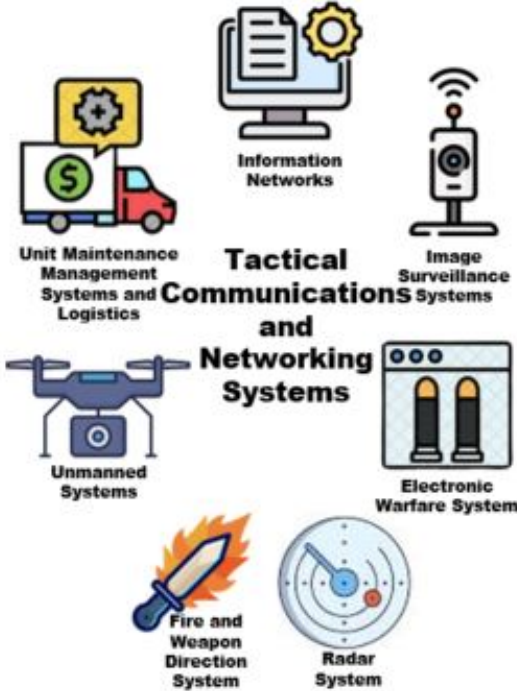 Information
Networks
Unit Maintenance
Management
Systems and
Logistics
Image
Surveillance
Systems
Tactical
Communications
and
Networking
Systems
Unmanned
Systems
Electronic
Warfare System
Fire and
Weapon
Direction
System
Radar
System
$